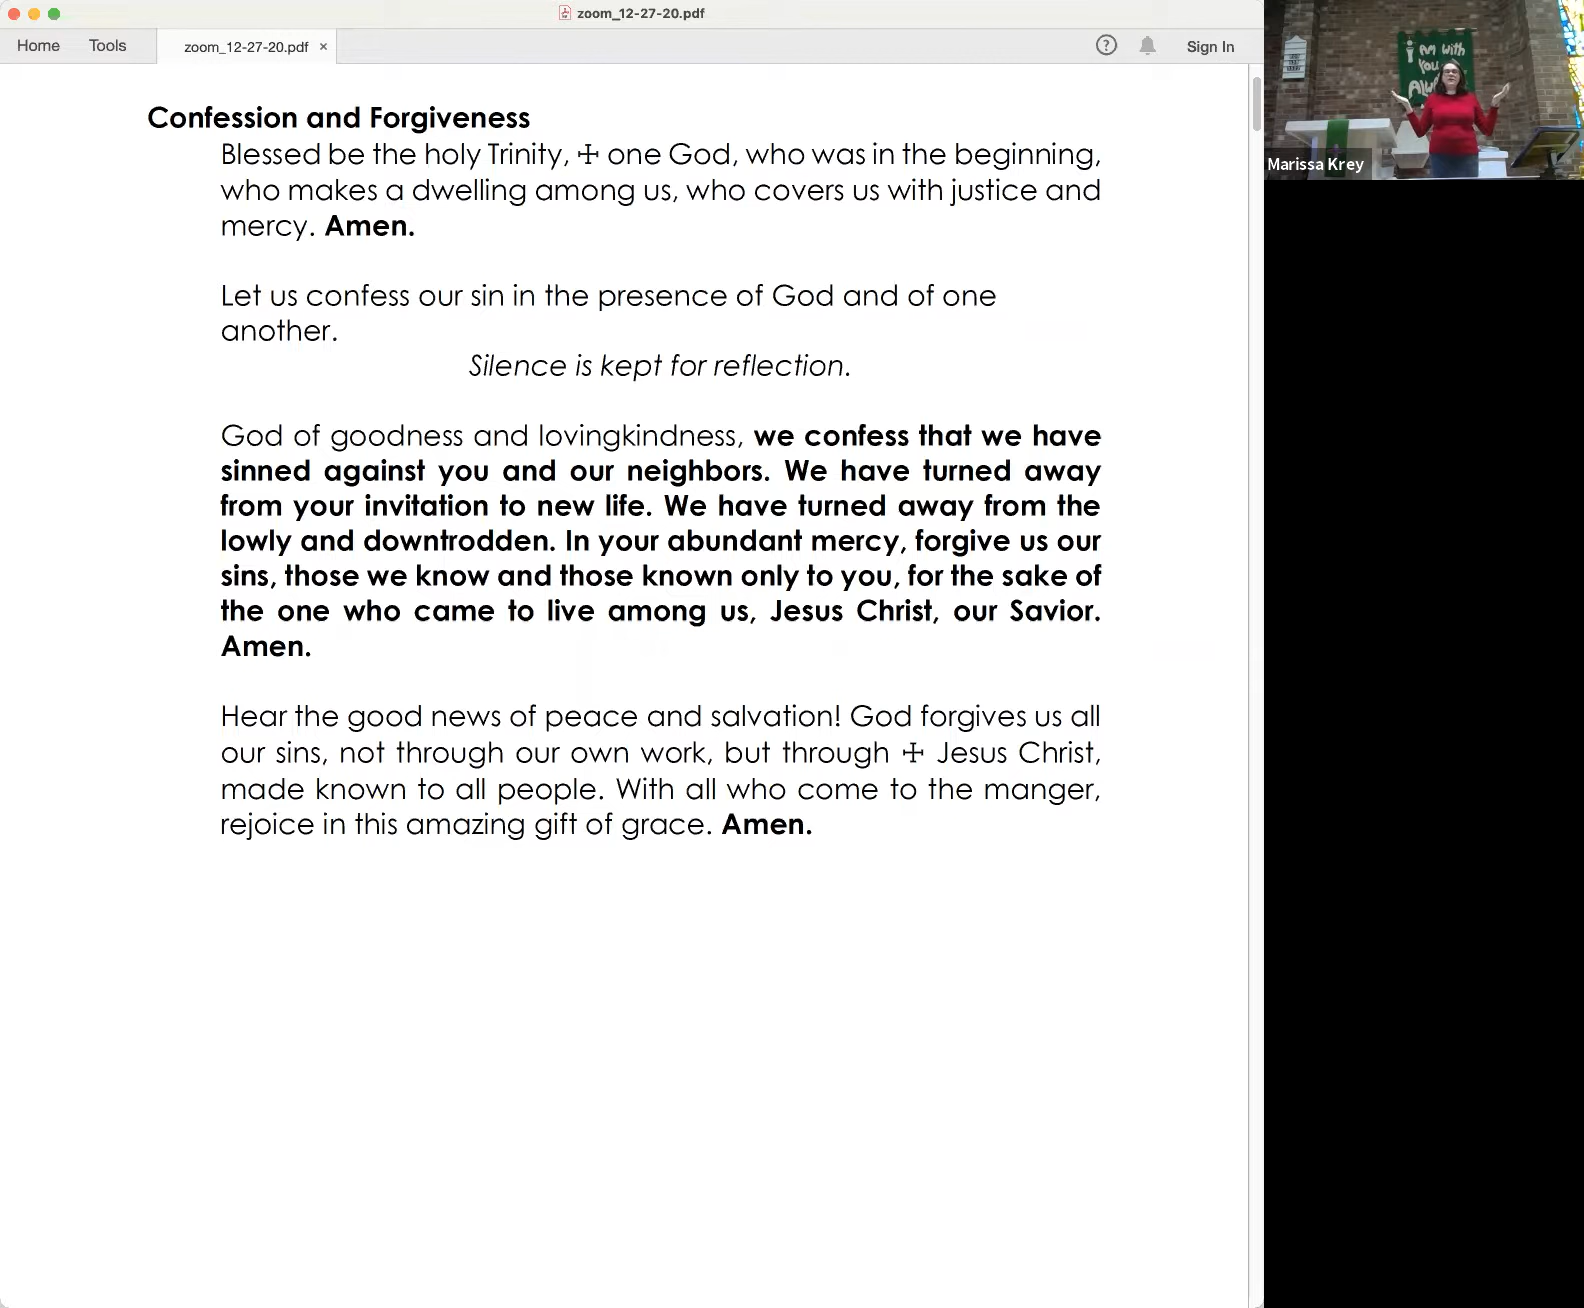 zoom_12-27-20.pdf
Home Tools zoom_12-27-20.pdf × ? Sign In
Confession and Forgiveness
Blessed be the holy Trinity, ☩ one God, who was in the beginning,
who makes a dwelling among us, who covers us with justice and
mercy. Amen.
Let us confess our sin in the presence of God and of one
another.
Silence is kept for reflection.
God of goodness and lovingkindness, we confess that we have
sinned against you and our neighbors. We have turned away
from your invitation to new life. We have turned away from the
lowly and downtrodden. In your abundant mercy, forgive us our
sins, those we know and those known only to you, for the sake of
the one who came to live among us, Jesus Christ, our Savior.
Amen.
Hear the good news of peace and salvation! God forgives us all
our sins, not through our own work, but through ☩ Jesus Christ,
made known to all people. With all who come to the manger,
rejoice in this amazing gift of grace. Amen.
i AM with
you
Marissa Krey